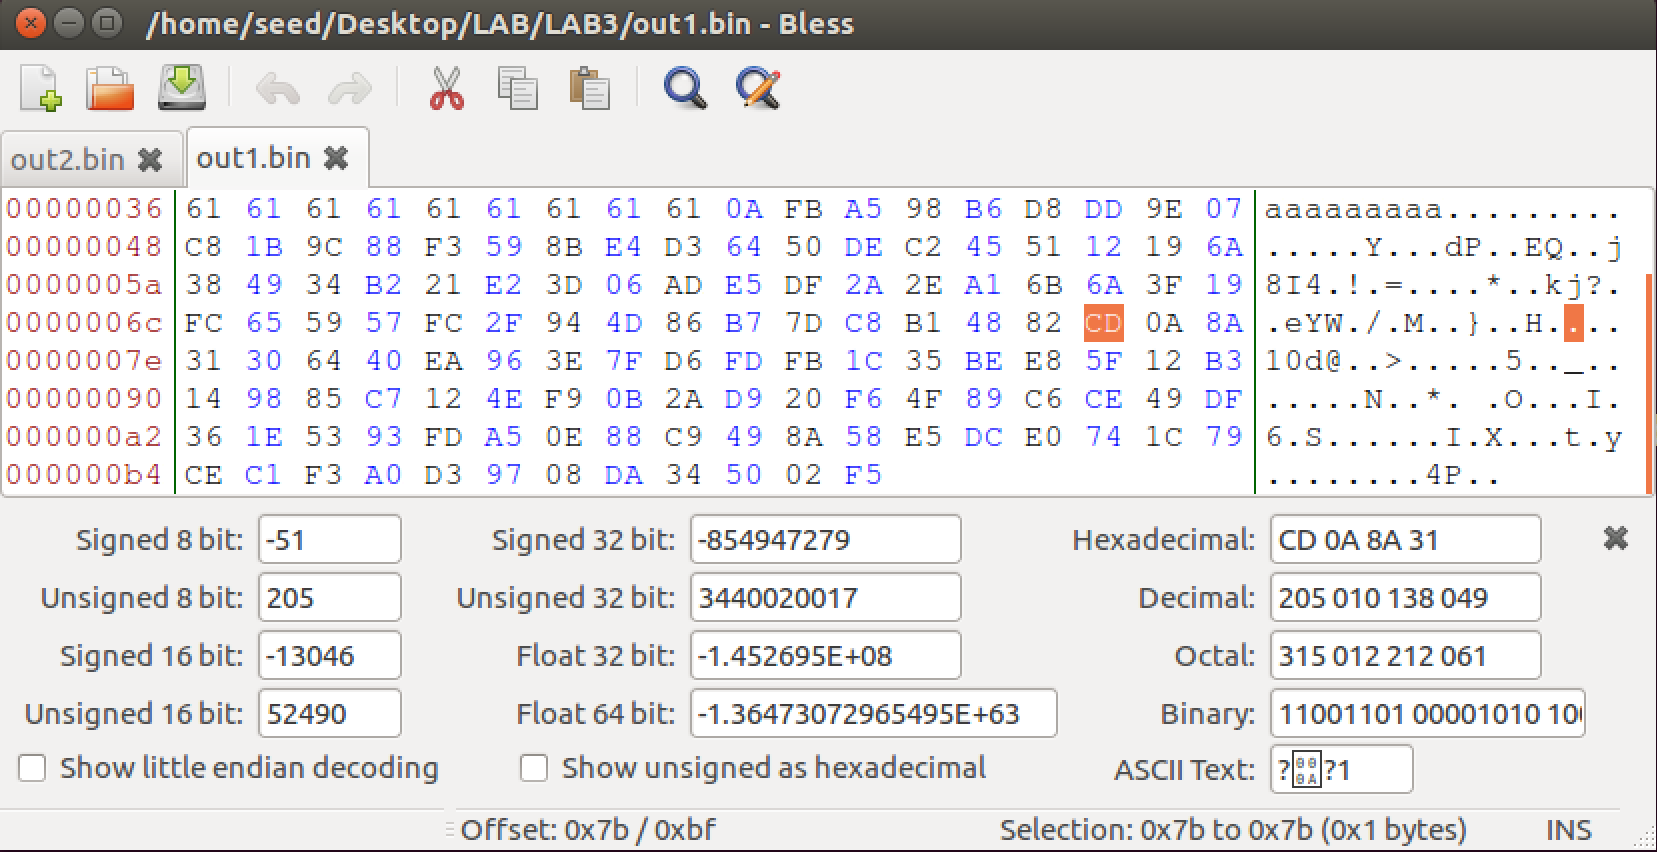 /home/seed/Desktop/LAB/LAB3/out1.bin - Bless
out2.bin out1.bin
00000036 61 61 61 61 61 61 61 61 61 0A FB A5 98 B6 D8 DD 9E 07 aaaaaaaaa.........
00000048 C8 1B 9C 88 F3 59 8B E4 D3 64 50 DE C2 45 51 12 19 6A .....Y...dP..EQ..j
0000005a 38 49 34 B2 21 E2 3D 06 AD E5 DF 2A 2E A1 6B 6A 3F 19 8I4.!.=....*..kj?.
0000006c FC 65 59 57 FC 2F 94 4D 86 B7 7D C8 B1 48 82 CD 0A 8A .eYW./.M..}..H....
0000007e 31 30 64 40 EA 96 3E 7F D6 FD FB 1C 35 BE E8 5F 12 B3 10d@..>.....5.._..
00000090 14 98 85 C7 12 4E F9 0B 2A D9 20 F6 4F 89 C6 CE 49 DF .....N..*. .O...I.
000000a2 36 1E 53 93 FD A5 0E 88 C9 49 8A 58 E5 DC E0 74 1C 79 6.S......I.X...t.y
000000b4 CE C1 F3 A0 D3 97 08 DA 34 50 02 F5 ........4P..
Signed 8 bit: -51 Signed 32 bit: -854947279 Hexadecimal: CD 0A 8A 31
Unsigned 8 bit: 205 Unsigned 32 bit: 3440020017 Decimal: 205 010 138 049
Signed 16 bit: -13046 Float 32 bit: -1.452695E+08 Octal: 315 012 212 061
Unsigned 16 bit: 52490 Float 64 bit: -1.36473072965495E+63 Binary: 11001101 00001010 10
Show little endian decoding Show unsigned as hexadecimal ASCII Text: ?000A?1
Offset: 0x7b / 0xbf Selection: 0x7b to 0x7b (0x1 bytes) INS